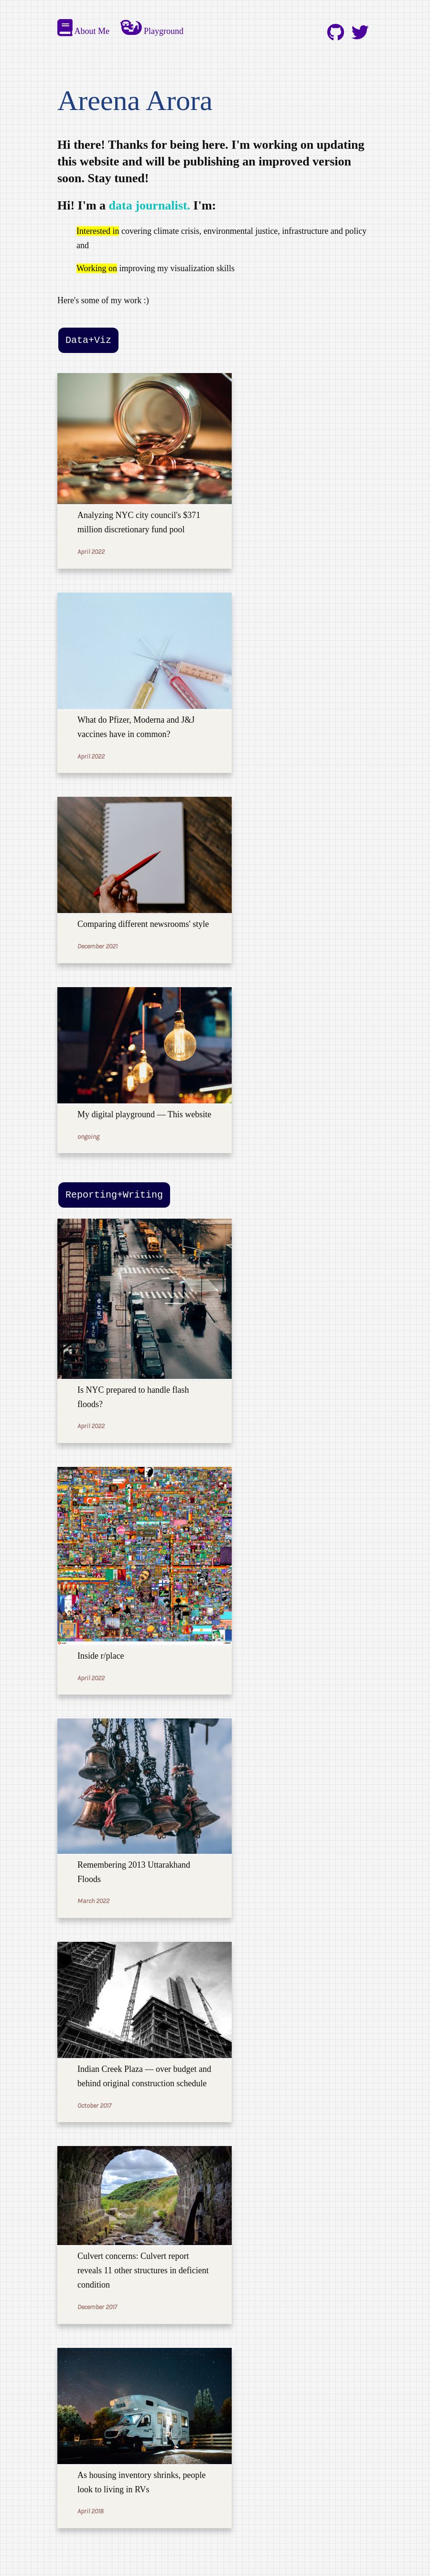 About Me
Playground
Areena Arora
Hi there! Thanks for being here. I'm working on updating
this website and will be publishing an improved version
soon. Stay tuned!
Hi! I'm a data journalist. I'm:
Interested in covering climate crisis, environmental justice, infrastructure and policy
and
Working on improving my visualization skills
Here's some of my work :)
Data+Viz
Analyzing NYC city council's $371
million discretionary fund pool
April 2022
What do Pfizer, Moderna and J&J
vaccines have in common?
April 2022
Comparing different newsrooms' style
December 2021
My digital playground — This website
ongoing
Reporting+Writing
Is NYC prepared to handle flash
floods?
April 2022
Inside r/place
April 2022
Remembering 2013 Uttarakhand
Floods
March 2022
Indian Creek Plaza — over budget and
behind original construction schedule
October 2017
Culvert concerns: Culvert report
reveals 11 other structures in deficient
condition
December 2017
As housing inventory shrinks, people
look to living in RVs
April 2018